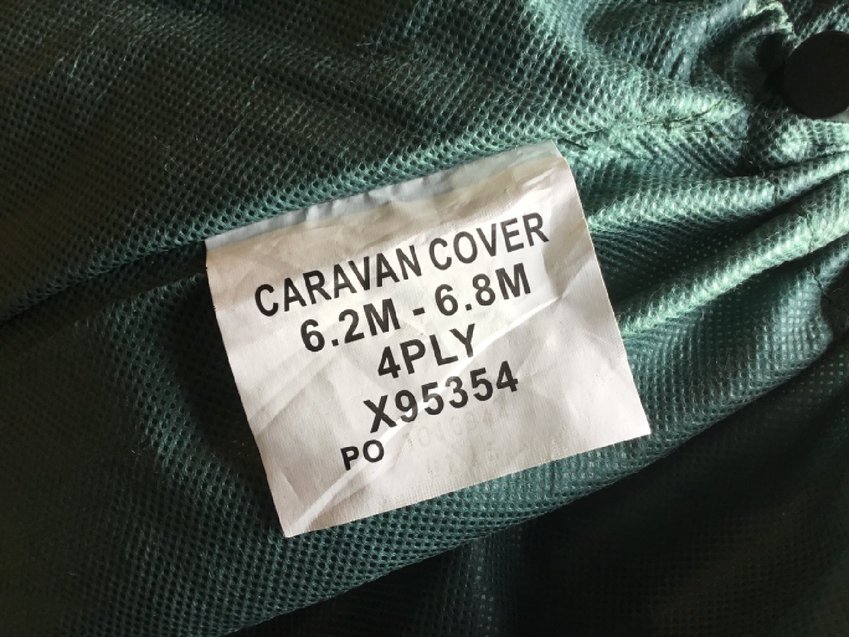 CARAVAN COVER
6.2M - 6.8M
4PLY
X95354
PO